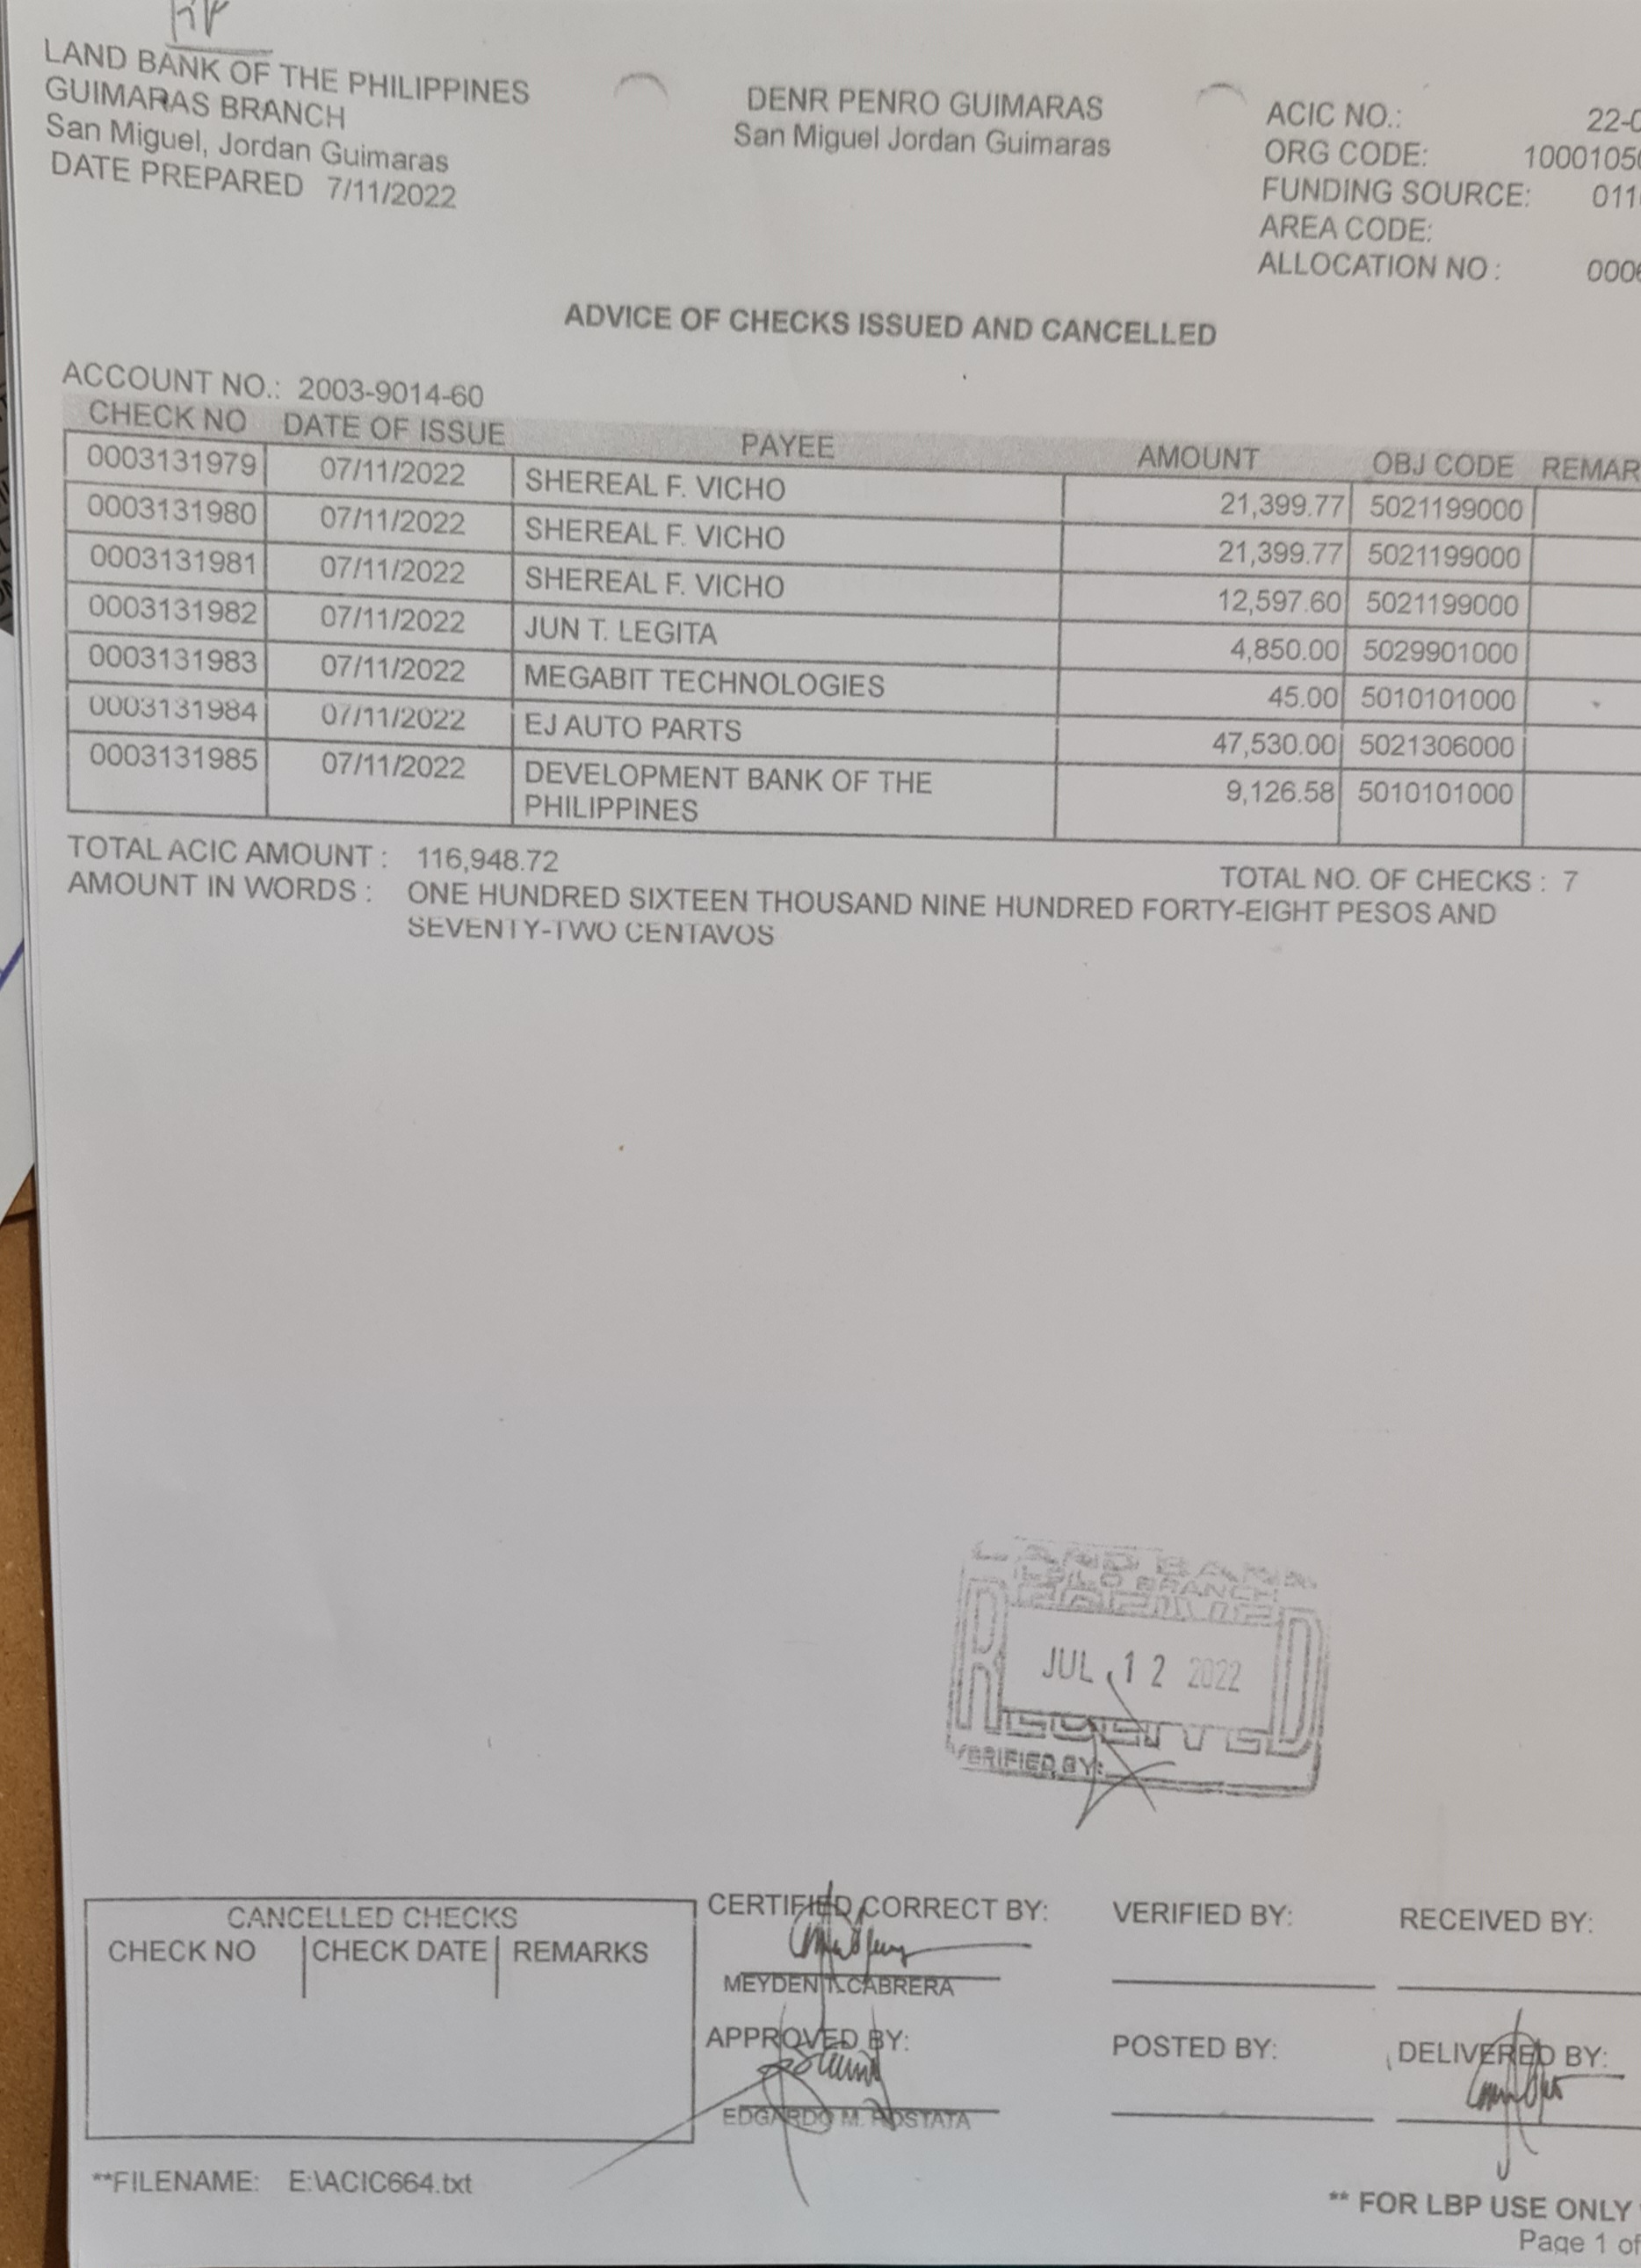 LAND BANK OF THE PHILIPPINES
GUIMARAS BRANCH
San Miguel, Jordan Guimaras
DATE PREPARED 7/11/2022
DENR PENRO GUIMARAS
San Miguel Jordan Guimaras
ACIC NO.: 22-0
ORG CODE: 1000105
FUNDING SOURCE: 011
AREA CODE:
ALLOCATION NO : 000
ADVICE OF CHECKS ISSUED AND CANCELLED
ACCOUNT NO.: 2003-9014-60
CHECK NO DATE OF ISSUE PAYEE AMOUNT OBJ CODE REMAR
0003131979 07/11/2022 SHEREAL F. VICHO 21,399.77 5021199000
0003131980 07/11/2022 SHEREAL F. VICHO 21,399.77 5021199000
0003131981 07/11/2022 SHEREAL F. VICHO 12,597.60 5021199000
0003131982 07/11/2022 JUN T. LEGITA 4,850.00 5029901000
0003131983 07/11/2022 MEGABIT TECHNOLOGIES 45.00 5010101000
0003131984 07/11/2022 EJ AUTO PARTS 47,530.00 5021306000
0003131985 07/11/2022 DEVELOPMENT BANK OF THE 9,126.58 5010101000
PHILIPPINES
TOTAL ACIC AMOUNT : 116,948.72 TOTAL NO. OF CHECKS : 7
AMOUNT IN WORDS : ONE HUNDRED SIXTEEN THOUSAND NINE HUNDRED FORTY-EIGHT PESOS AND
SEVENTY-TWO CENTAVOS
LAND BANK
BRANCH
JUL 12 2022
RECEIVED
VERIFIED BY:
CANCELLED CHECKS
CHECK NO CHECK DATE REMARKS
CERTIFIED CORRECT BY:
MEYDEN CABRERA
VERIFIED BY:
RECEIVED BY:
APPROVED BY:
EDGARDO M. ROSTATA
POSTED BY:
DELIVERED BY:
**FILENAME: E:\ACIC664.txt
** FOR LBP USE ONLY
Page 1 of